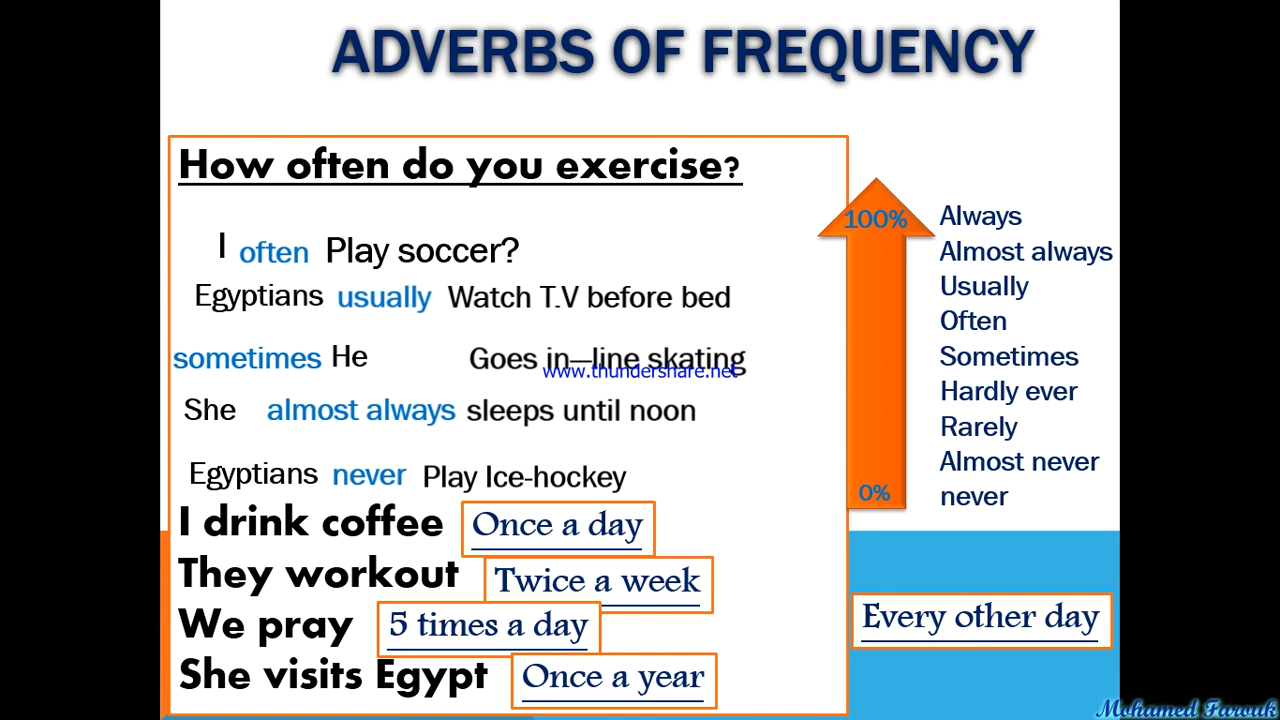 ADVERBS OF FREQUENCY
How often do you exercise?
I often Play soccer?
Egyptians usually Watch T.V before bed
sometimes He Goes in—line skating
www.thundershare.net
She almost always sleeps until noon
Egyptians never Play Ice-hockey
I drink coffee Once a day
They workout Twice a week
We pray 5 times a day
She visits Egypt Once a year
100%
0%
Always
Almost always
Usually
Often
Sometimes
Hardly ever
Rarely
Almost never
never
Every other day
Mohamed Farouk